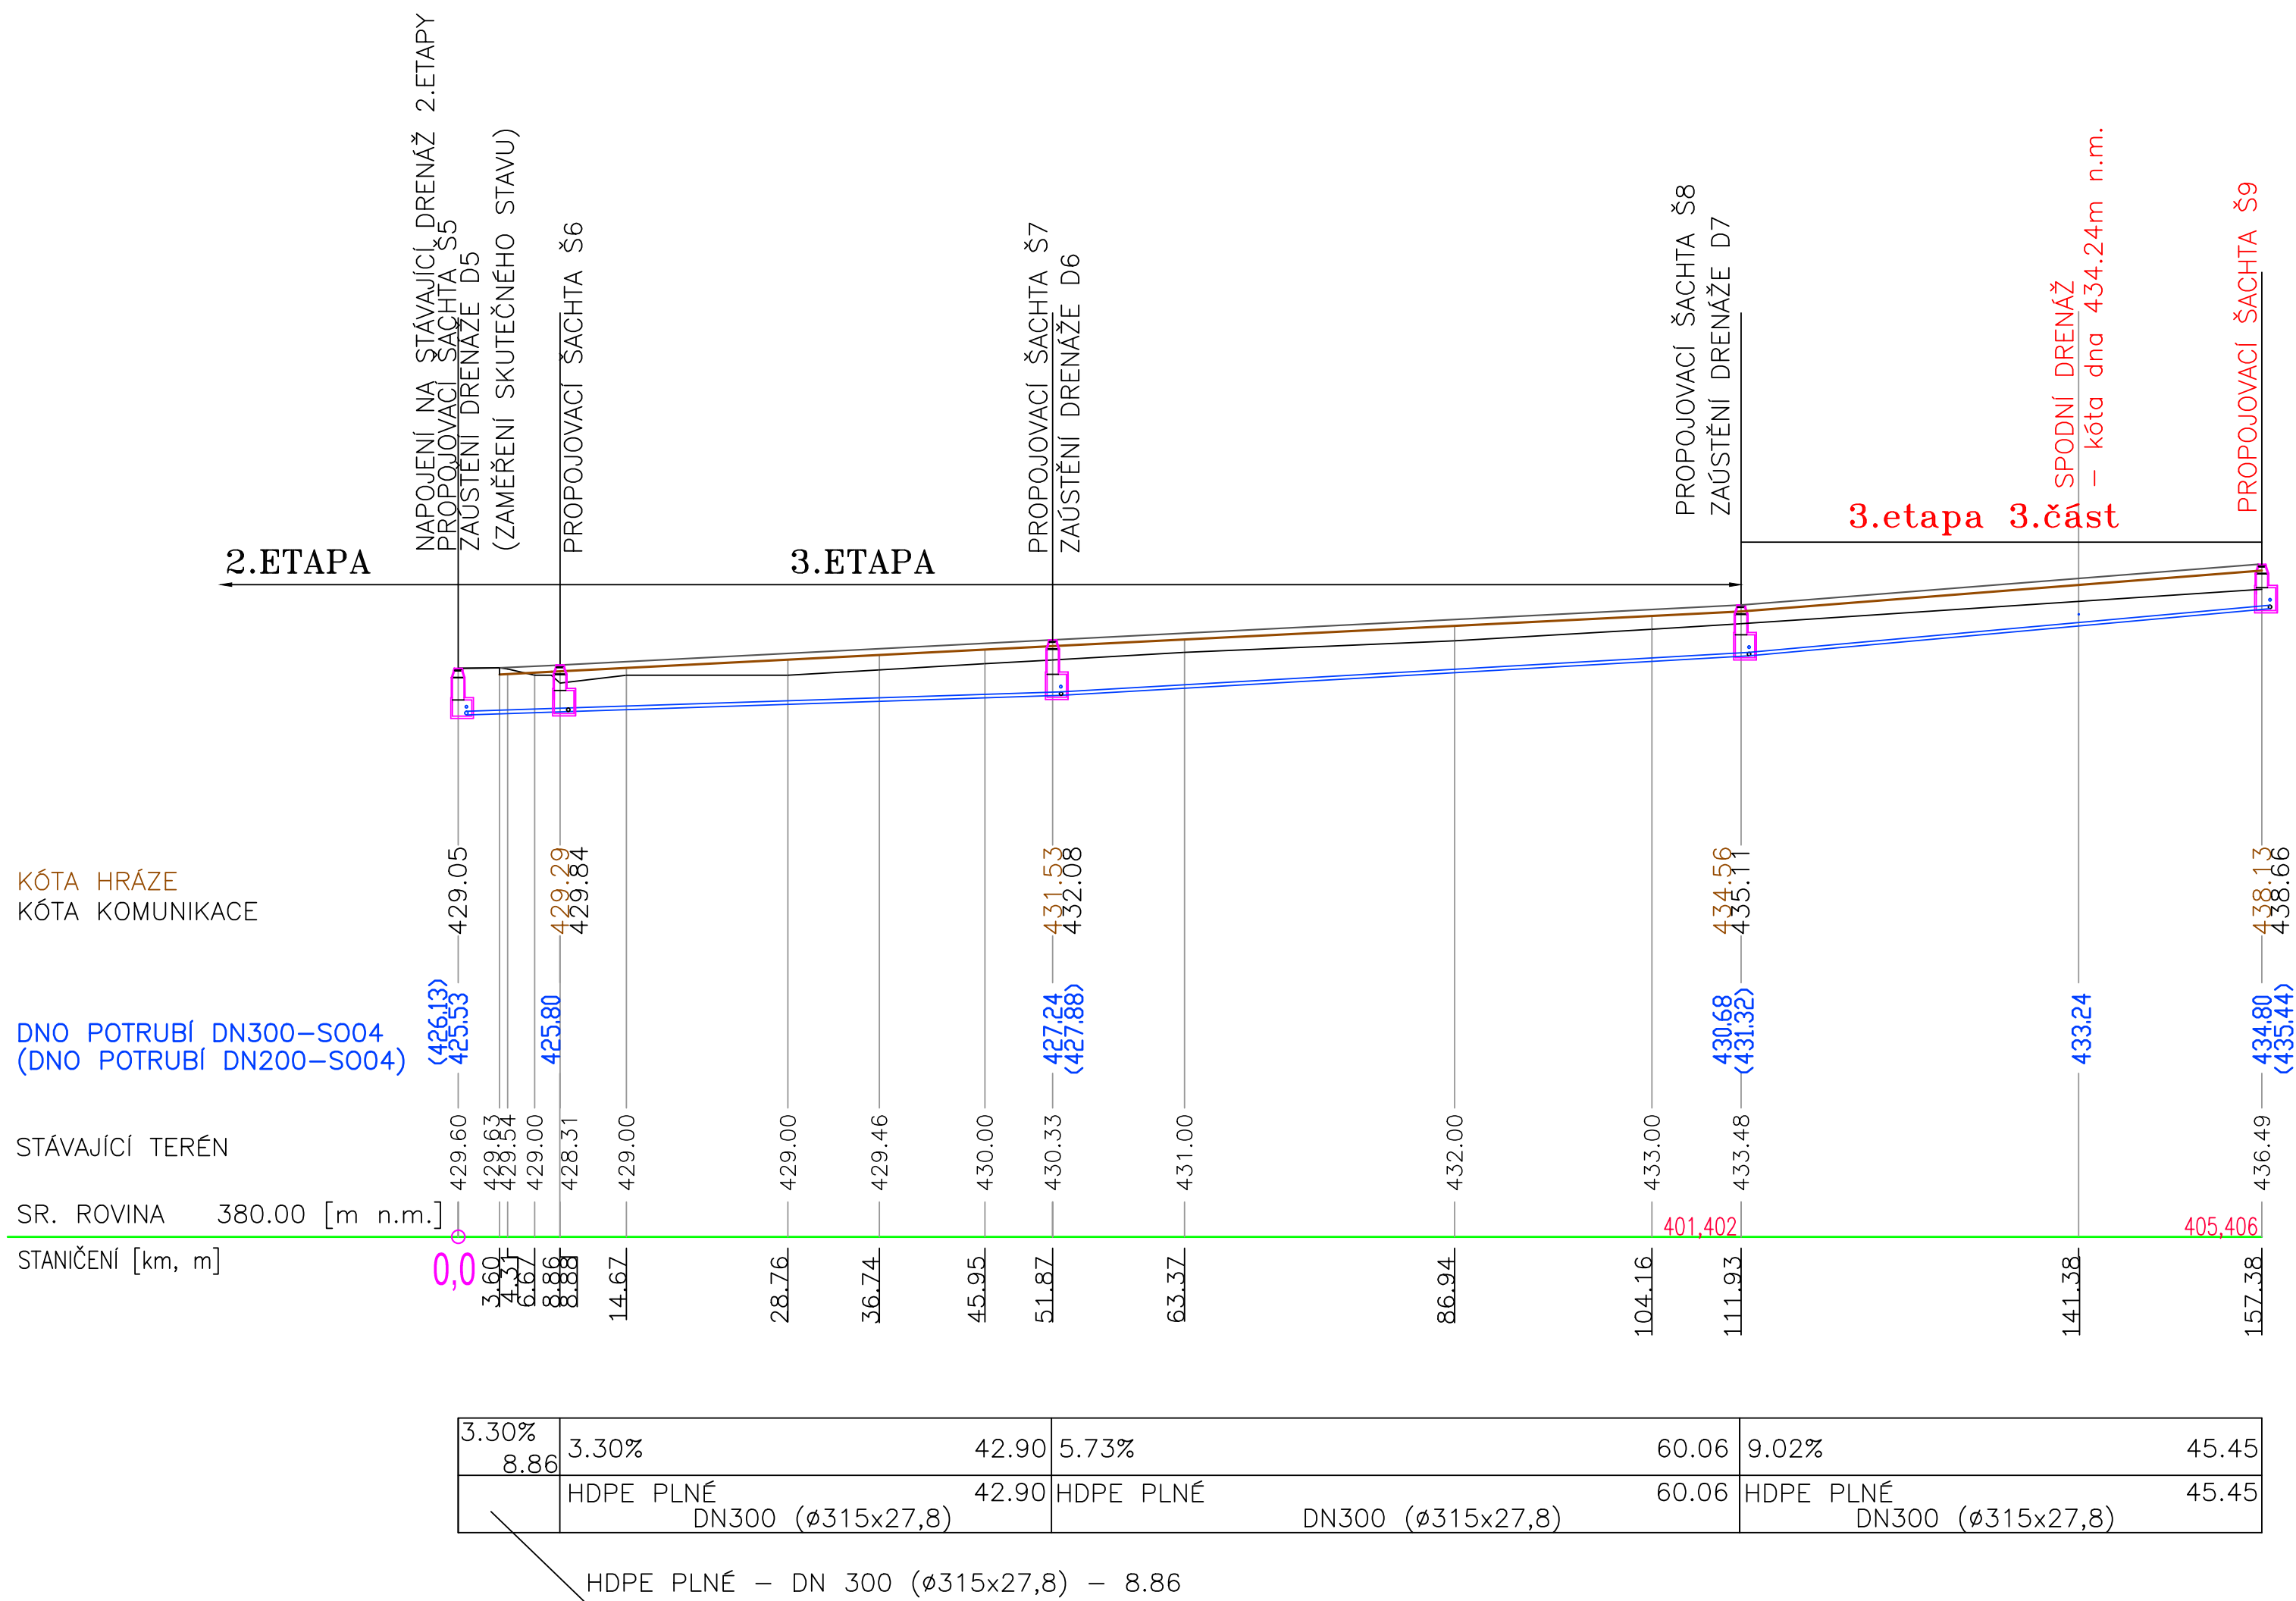 NAPOJENÍ NA STÁVAJÍCÍ DRENÁŽ 2.ETAPY
PROPOJOVACÍ ŠACHTA Š5
ZAÚSTĚNÍ DRENÁŽE D5
(ZAMĚŘENÍ SKUTEČNÉHO STAVU)
PROPOJOVACÍ ŠACHTA Š6
PROPOJOVACÍ ŠACHTA Š7
ZAÚSTĚNÍ DRENÁŽE D6
PROPOJOVACÍ ŠACHTA Š8
ZAÚSTĚNÍ DRENÁŽE D7
SPODNÍ DRENÁŽ
– kóta dna 434.24m n.m.
PROPOJOVACÍ ŠACHTA Š9
2.ETAPA
3.ETAPA
3.etapa 3.část
KÓTA HRÁZE
429.29
431.53
434.56
438.13
KÓTA KOMUNIKACE
429.05
429.84
432.08
435.11
438.66
DNO POTRUBÍ DN300–SO04
425.53
425.80
427.24
430.68
433.24
434.80
(DNO POTRUBÍ DN200–SO04)
(426.13)
(427.88)
(431.32)
(435.44)
STÁVAJÍCÍ TERÉN
429.60
429.63
429.54
429.00
428.31
429.00
429.00
429.46
430.00
430.33
431.00
432.00
433.00
433.48
436.49
SR. ROVINA 380.00 [m n.m.]
401,402
405,406
STANIČENÍ [km, m]
0,0
3.60
4.31
6.67
8.86
8.88
14.67
28.76
36.74
45.95
51.87
63.37
86.94
104.16
111.93
141.38
157.38
3.30%
8.86
3.30% 42.90
5.73% 60.06
9.02% 45.45
HDPE PLNÉ 42.90
DN300 (ø315x27,8)
HDPE PLNÉ 60.06
DN300 (ø315x27,8)
HDPE PLNÉ 45.45
DN300 (ø315x27,8)
HDPE PLNÉ – DN 300 (ø315x27,8) – 8.86